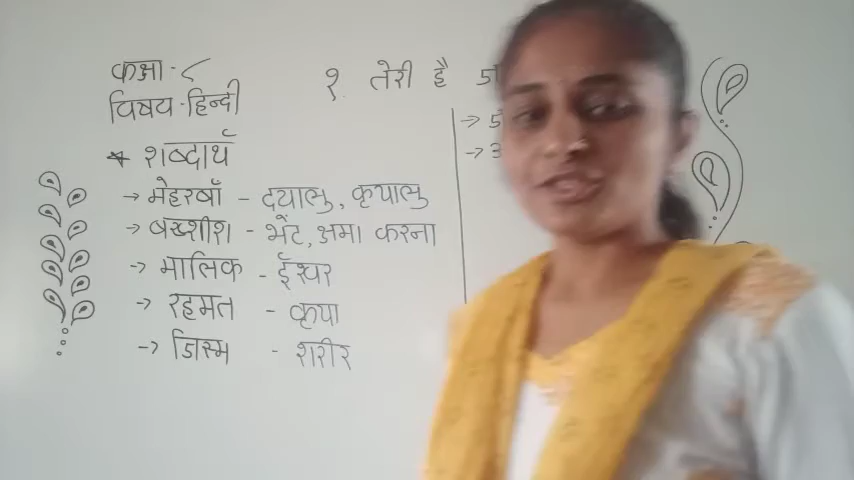 कक्षा - ८
विषय - हिन्दी
१. तेरी है
* शब्दार्थ
→ मेहरबाँ - दयालु, कृपालु
→ बख्शीश - भेंट, क्षमा करना
→ मालिक - ईश्वर
→ रहमत - कृपा
→ जिस्म - शरीर